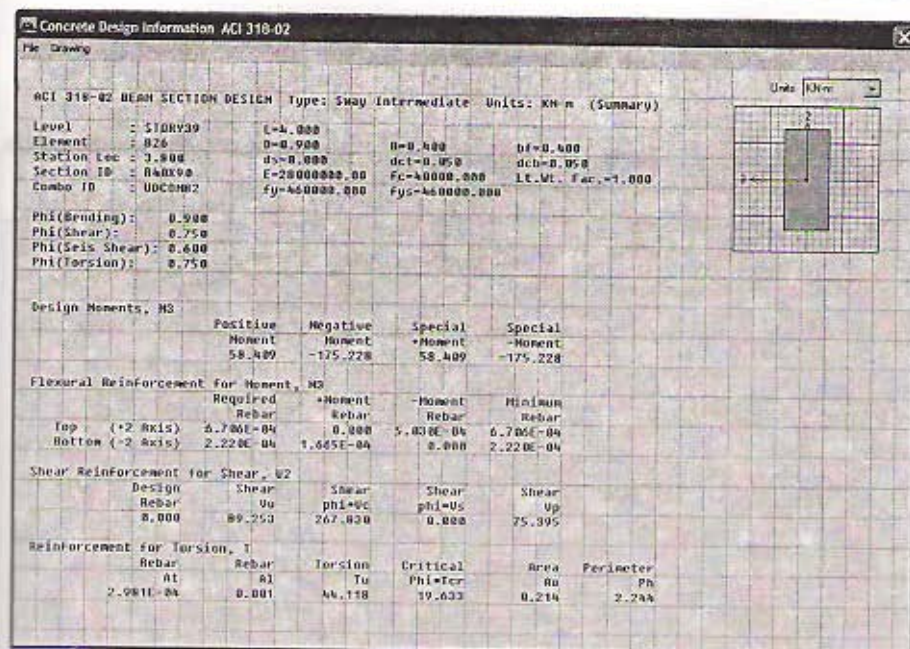 Concrete Design Information ACI 318-02
File Drawing
Units KN-m
ACI 318-02 BEAM SECTION DESIGN Type: Sway Intermediate Units: KN-m (Summary)
Level : STORY39 L=4.000
Element : B26 D=0.900 B=0.400 bf=0.400
Station Loc : 3.800 ds=0.000 dct=0.050 dcb=0.050
Section ID : B40X90 E=28000000.00 fc=40000.000 Lt.Wt. Fac.=1.000
Combo ID : UDCOMB2 fy=460000.000 fys=460000.000
Phi(Bending): 0.900
Phi(Shear): 0.750
Phi(Seis Shear): 0.600
Phi(Torsion): 0.750
2
3
Design Moments, M3
Positive Negative Special Special
Moment Moment +Moment -Moment
58.409 -175.228 58.409 -175.228
Flexural Reinforcement for Moment, M3
Required +Moment -Moment Minimum
Rebar Rebar Rebar Rebar
Top (+2 Axis) 6.706E-04 0.000 5.030E-04 6.706E-04
Bottom (-2 Axis) 2.220E-04 1.665E-04 0.000 2.220E-04
Shear Reinforcement for Shear, V2
Design Shear Shear Shear Shear
Rebar Vu phi*Vc phi*Vs Vp
0.000 89.253 267.830 0.000 75.395
Reinforcement for Torsion, T
Rebar Rebar Torsion Critical Area Perimeter
At Al Tu Phi*Tcr Ao Ph
2.981E-04 0.001 44.118 19.633 0.214 2.244